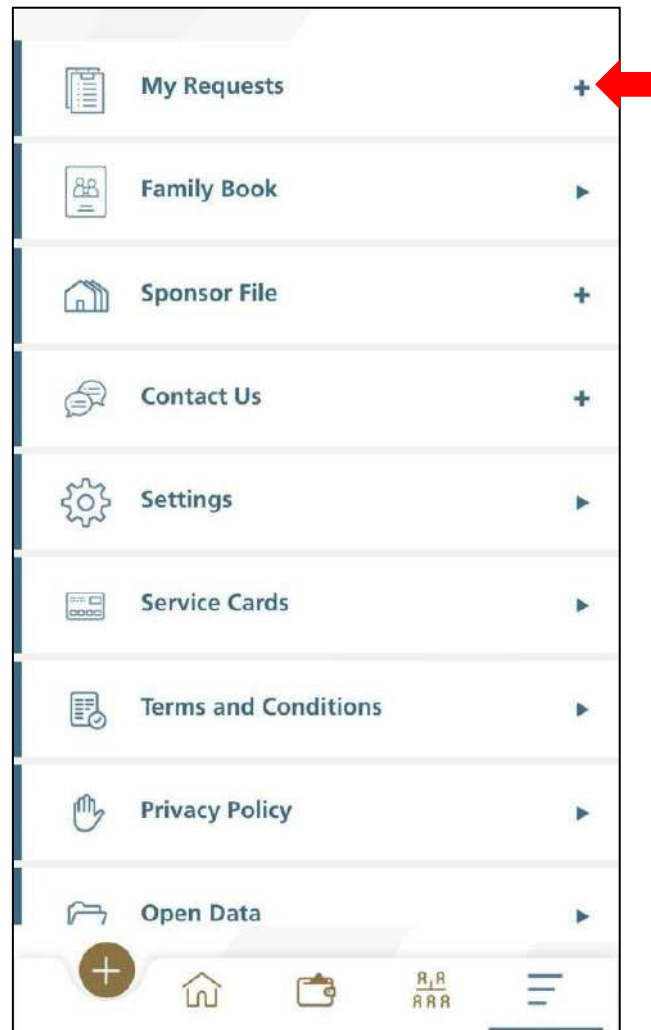 My Requests
Family Book
Sponsor File
Contact Us
Settings
Service Cards
Terms and Conditions
Privacy Policy
Open Data